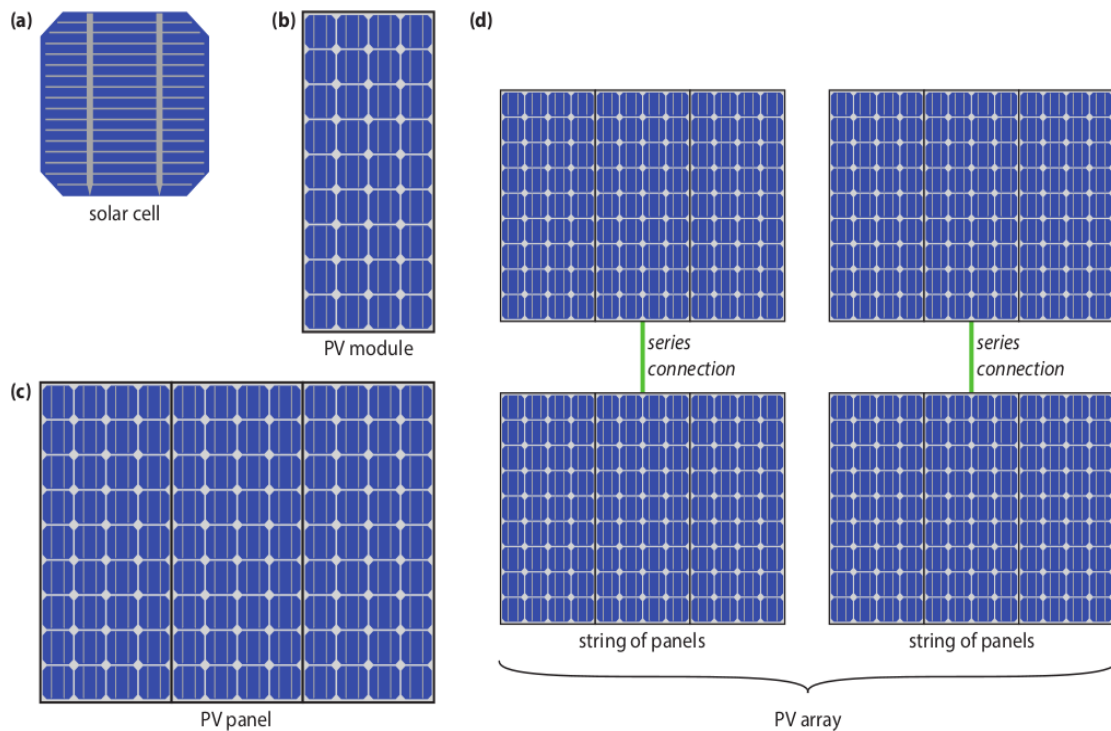 (a)
solar cell
(b)
PV module
(c)
PV panel
(d)
series
connection
series
connection
string of panels
string of panels
PV array